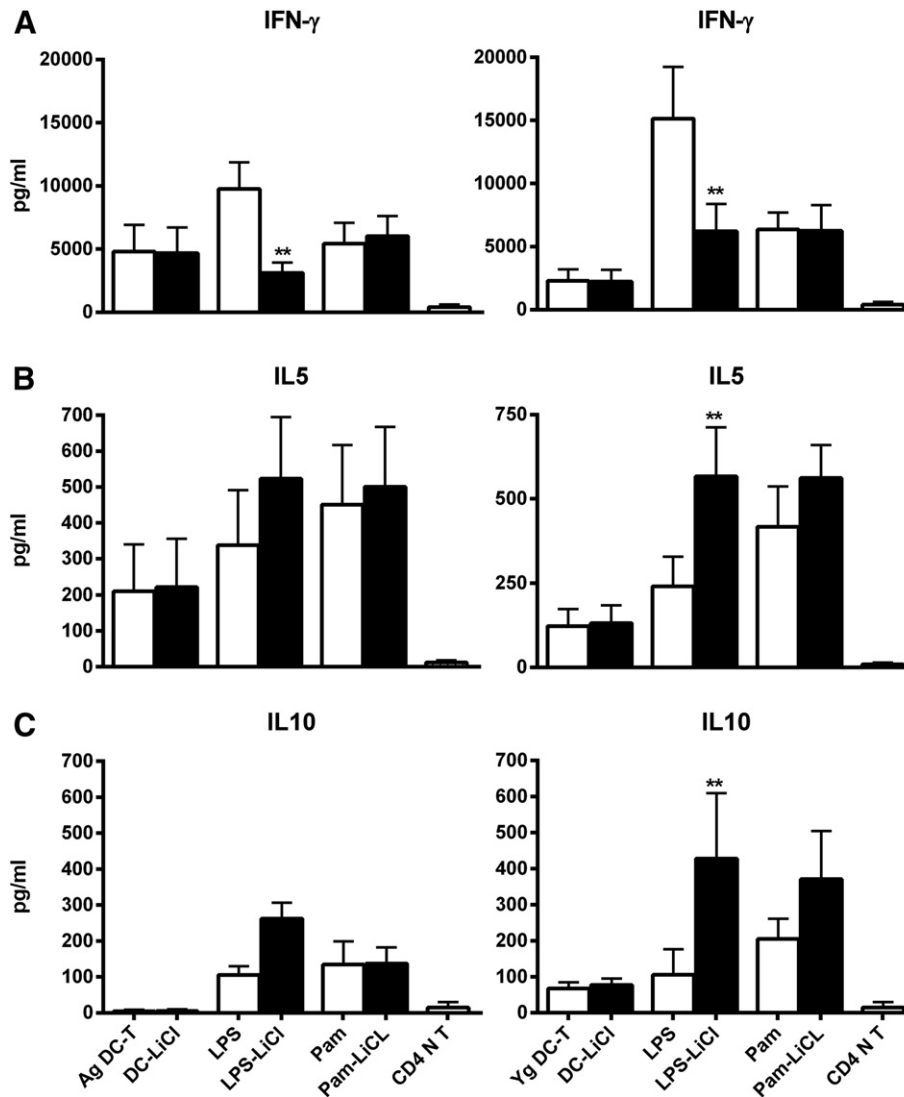 A
IFN-γ
IFN-γ
20000
15000
10000
5000
0
pg/ml
**
20000
15000
10000
5000
0
**
B
IL5
IL5
700
600
500
400
300
200
100
0
pg/ml
750
500
250
0
**
C
IL10
IL10
700
600
500
400
300
200
100
0
pg/ml
Ag DC-T
DC-LiCl
LPS
LPS-LiCl
Pam
Pam-LiCL
CD4 N T
700
600
500
400
300
200
100
0
**
Yg DC-T
DC-LiCl
LPS
LPS-LiCl
Pam
Pam-LiCL
CD4 N T